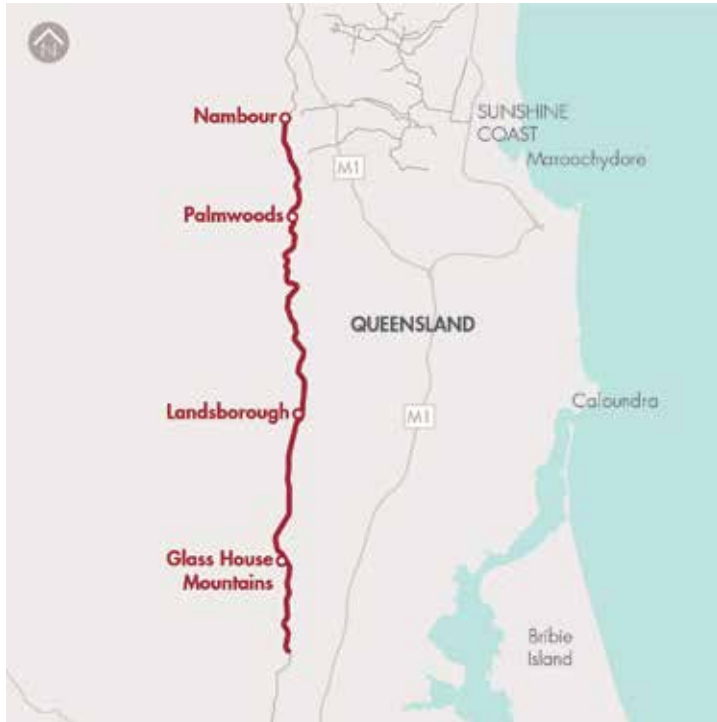 N
Nambour
SUNSHINE
COAST
Maroochydore
M1
Palmwoods
QUEENSLAND
Landsborough
M1
Caloundra
Glass House
Mountains
Bribie
Island